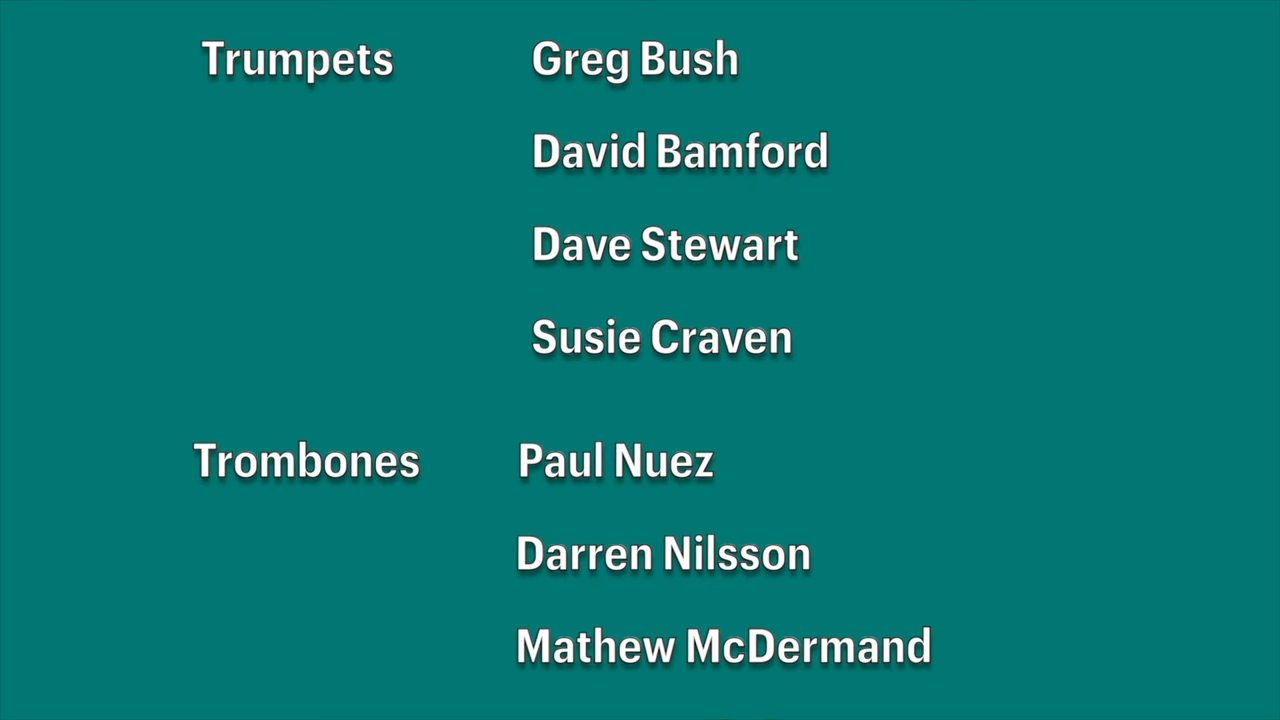 Trumpets Greg Bush
David Bamford
Dave Stewart
Susie Craven
Trombones Paul Nuez
Darren Nilsson
Mathew McDermand